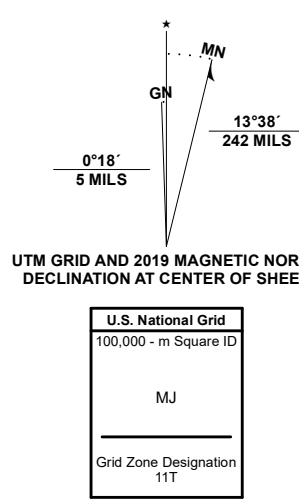 ★
MN
GN
13°38´
242 MILS
0°18´
5 MILS
UTM GRID AND 2019 MAGNETIC NOR
DECLINATION AT CENTER OF SHEE
U.S. National Grid
100,000 - m Square ID
MJ
Grid Zone Designation
11T